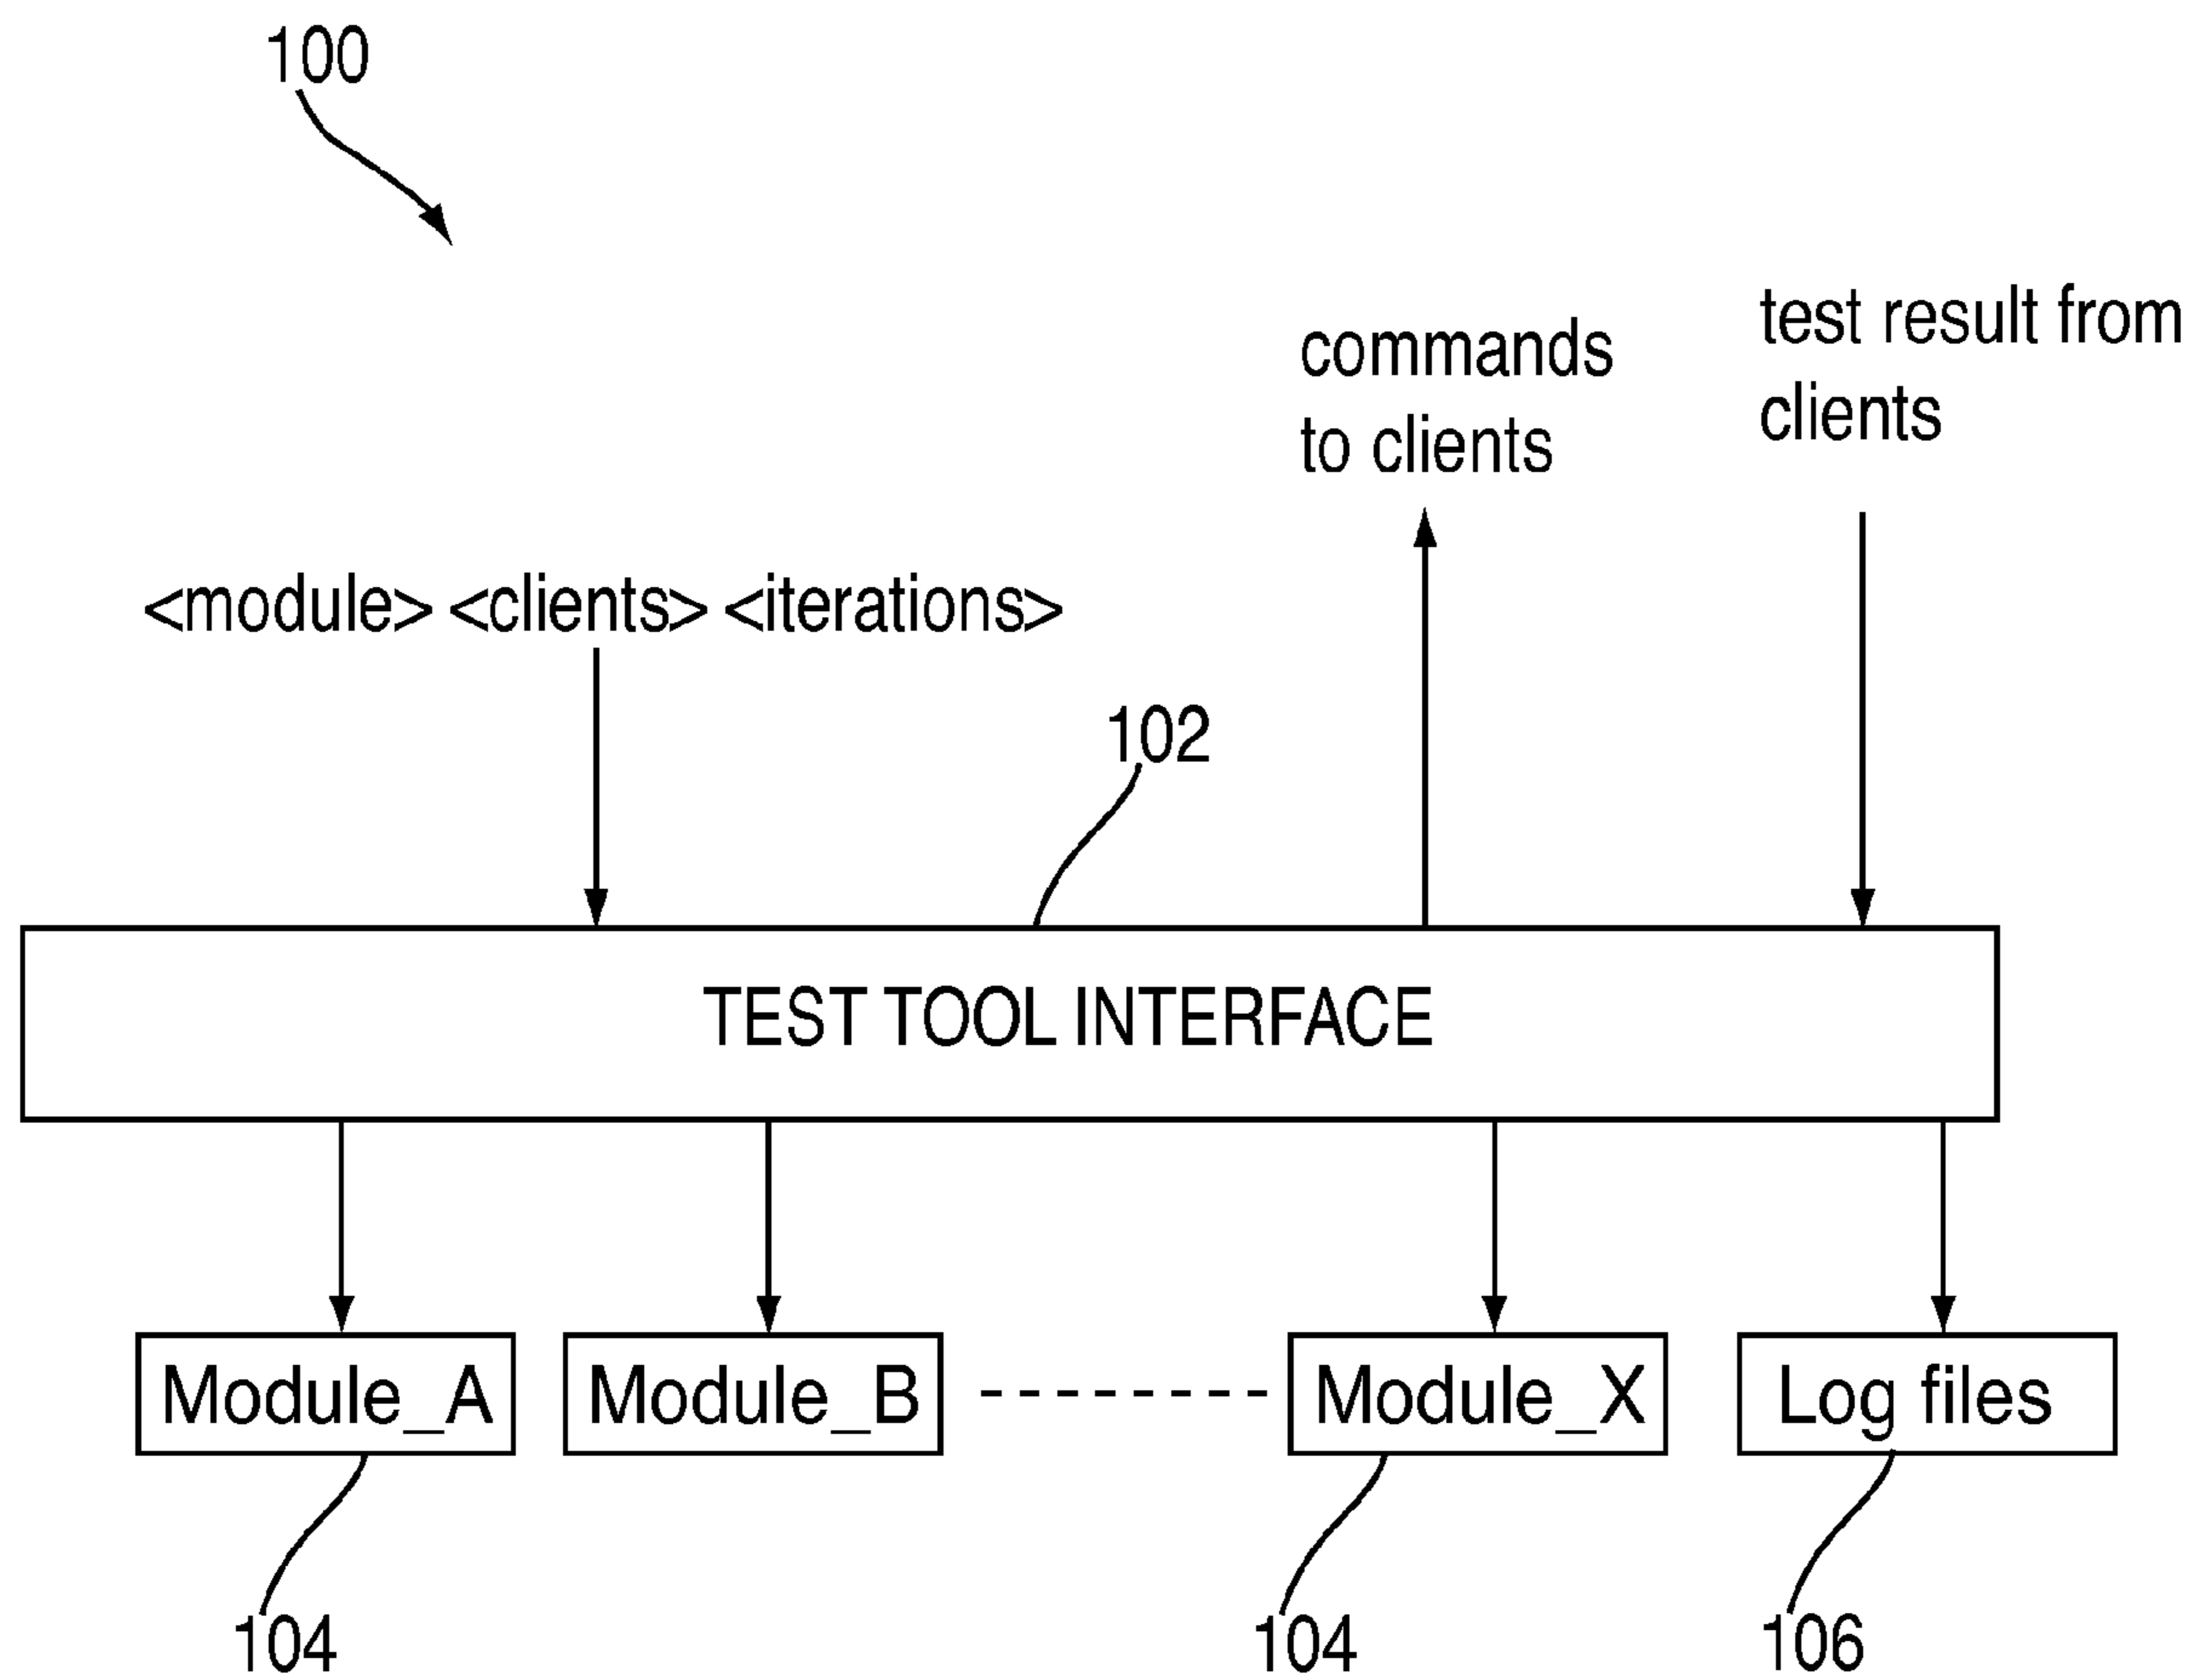 100
test result from
clients
commands
to clients
<module> <clients> <iterations>
102
TEST TOOL INTERFACE
Module_A
Module_B
Module_X
Log files
104
104
106